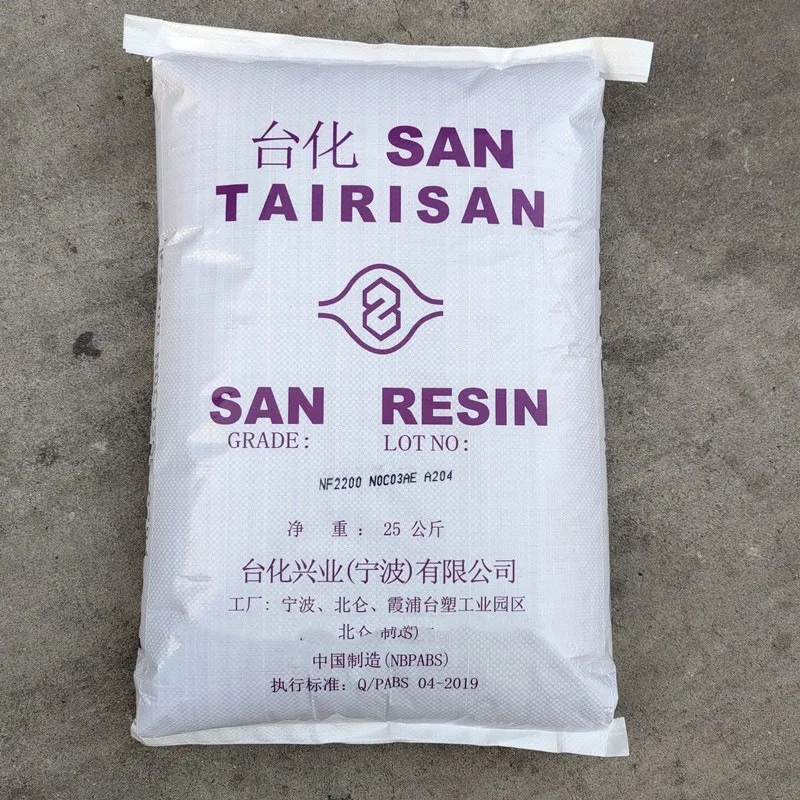 台化 SAN
TAIRISAN
SAN RESIN
GRADE: LOT NO:
NF2200 N0C03AE A204
净 重: 25 公斤
台化兴业(宁波)有限公司
工厂: 宁波、北仑、霞浦台塑工业园区
北仑
中国制造(NBPABS)
执行标准: Q/PABS 04-2019